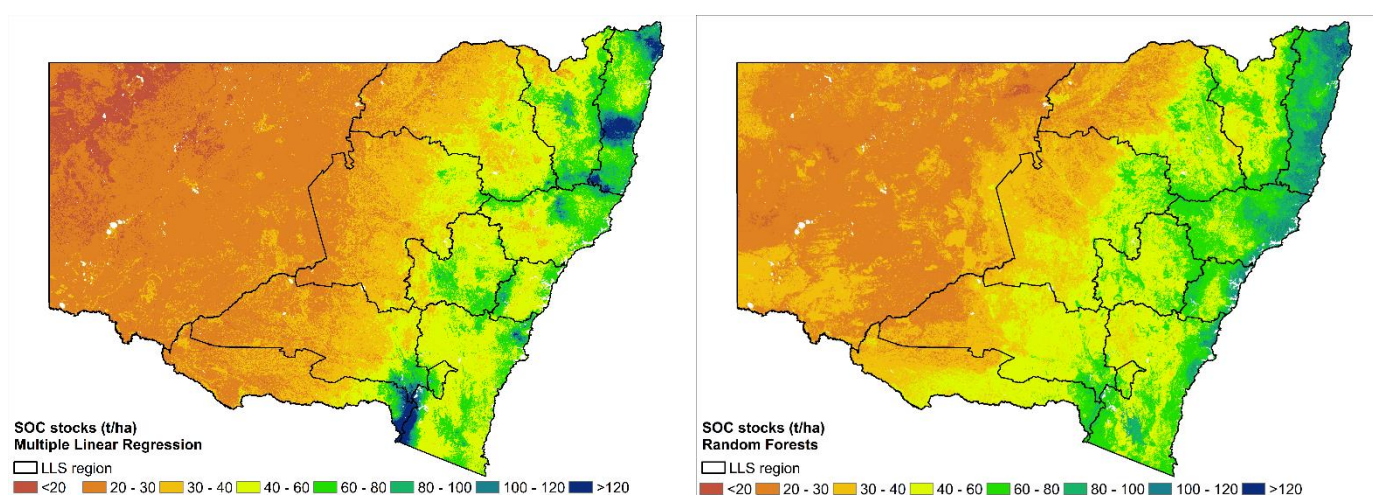 SOC stocks (t/ha)
Multiple Linear Regression
LLS region
<20 20 - 30 30 - 40 40 - 60 60 - 80 80 - 100 100 - 120 >120
SOC stocks (t/ha)
Random Forests
LLS region
<20 20 - 30 30 - 40 40 - 60 60 - 80 80 - 100 100 - 120 >120